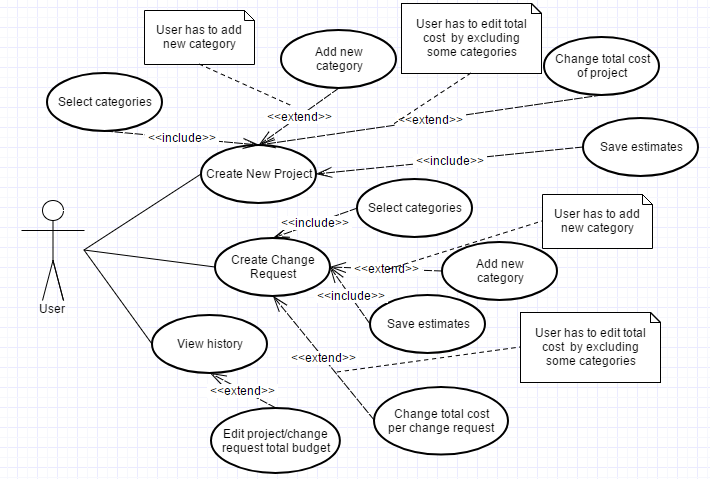 User has to add
new category
Add new
category
User has to edit total
cost by excluding
some categories
Change total cost
of project
Select categories
<<extend>>
<<extend>>
<<include>>
Save estimates
<<include>>
Create New Project
Select categories
<<include>>
User has to add
new category
Create Change
Request
<<extend>>
Add new
category
<<include>>
User
Save estimates
View history
<<extend>>
User has to edit total
cost by excluding
some categories
<<extend>>
Change total cost
per change request
Edit project/change
request total budget